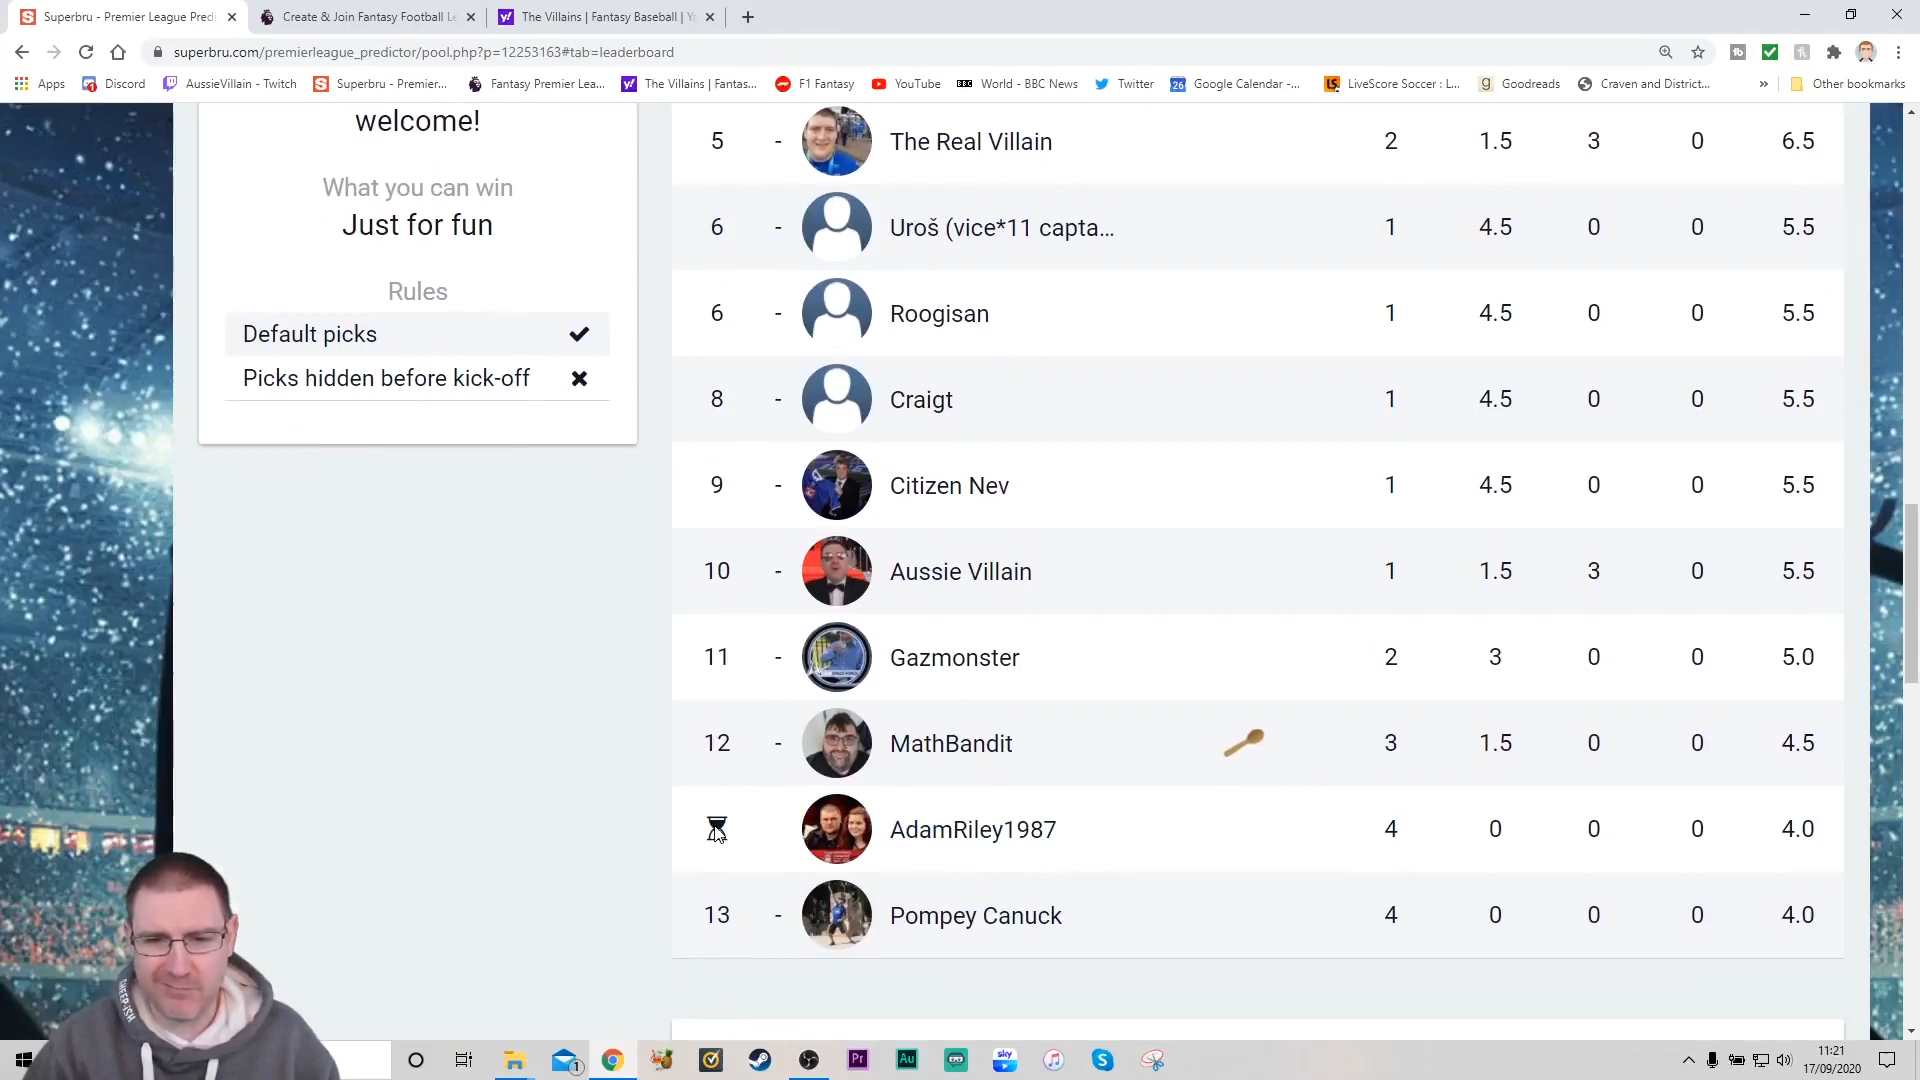 Superbru - Premier League Predi
Create & Join Fantasy Football Le
The Villains | Fantasy Baseball | Ya
superbru.com/premierleague_predictor/pool.php?p=12253163#tab=leaderboard
Apps
Discord
AussieVillain - Twitch
Superbru - Premier...
Fantasy Premier Lea...
The Villains | Fantas...
F1 Fantasy
YouTube
World - BBC News
Twitter
Google Calendar -...
LiveScore Soccer : L...
Goodreads
Craven and District...
»
Other bookmarks
welcome!
What you can win
Just for fun
Rules
Default picks
Picks hidden before kick-off
5 - The Real Villain 2 1.5 3 0 6.5
6 - Uroš (vice*11 capta... 1 4.5 0 0 5.5
6 - Roogisan 1 4.5 0 0 5.5
8 - Craigt 1 4.5 0 0 5.5
9 - Citizen Nev 1 4.5 0 0 5.5
10 - Aussie Villain 1 1.5 3 0 5.5
11 - Gazmonster 2 3 0 0 5.0
12 - MathBandit 3 1.5 0 0 4.5
AdamRiley1987 4 0 0 0 4.0
13 - Pompey Canuck 4 0 0 0 4.0
11:21
17/09/2020